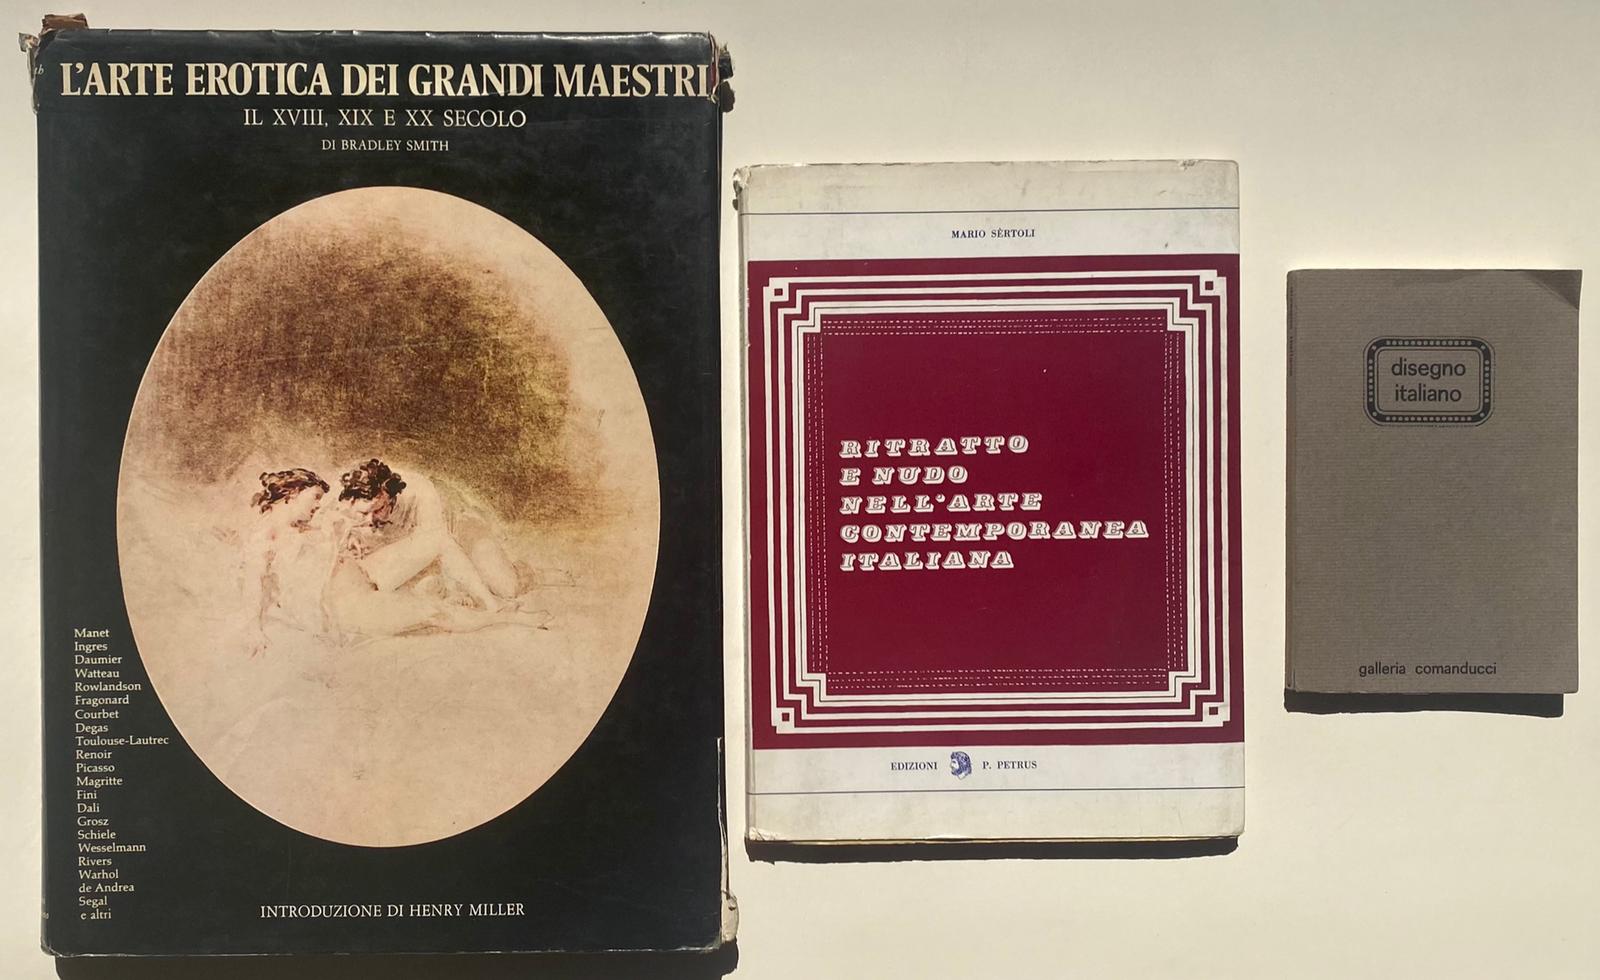 L'ARTE EROTICA DEI GRANDI MAESTRI
IL XVIII, XIX E XX SECOLO
DI BRADLEY SMITH
Manet
Ingres
Daumier
Watteau
Rowlandson
Fragonard
Courbet
Degas
Toulouse-Lautrec
Renoir
Picasso
Magritte
Fini
Dali
Grosz
Schiele
Wesselmann
Rivers
Warhol
de Andrea
Segal
e altri
INTRODUZIONE DI HENRY MILLER
MARIO SÈRTOLI
RITRATTO
E NUDO
NELL'ARTE
CONTEMPORANEA
ITALIANA
EDIZIONI P. PETRUS
disegno
italiano
galleria comanducci